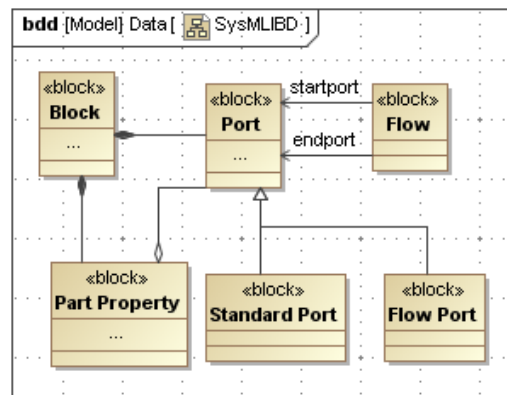 bdd [Model] Data [ SysMLIBD ]
«block»
Block
...
«block»
Port
...
startport
endport
«block»
Flow
«block»
Part Property
...
«block»
Standard Port
«block»
Flow Port